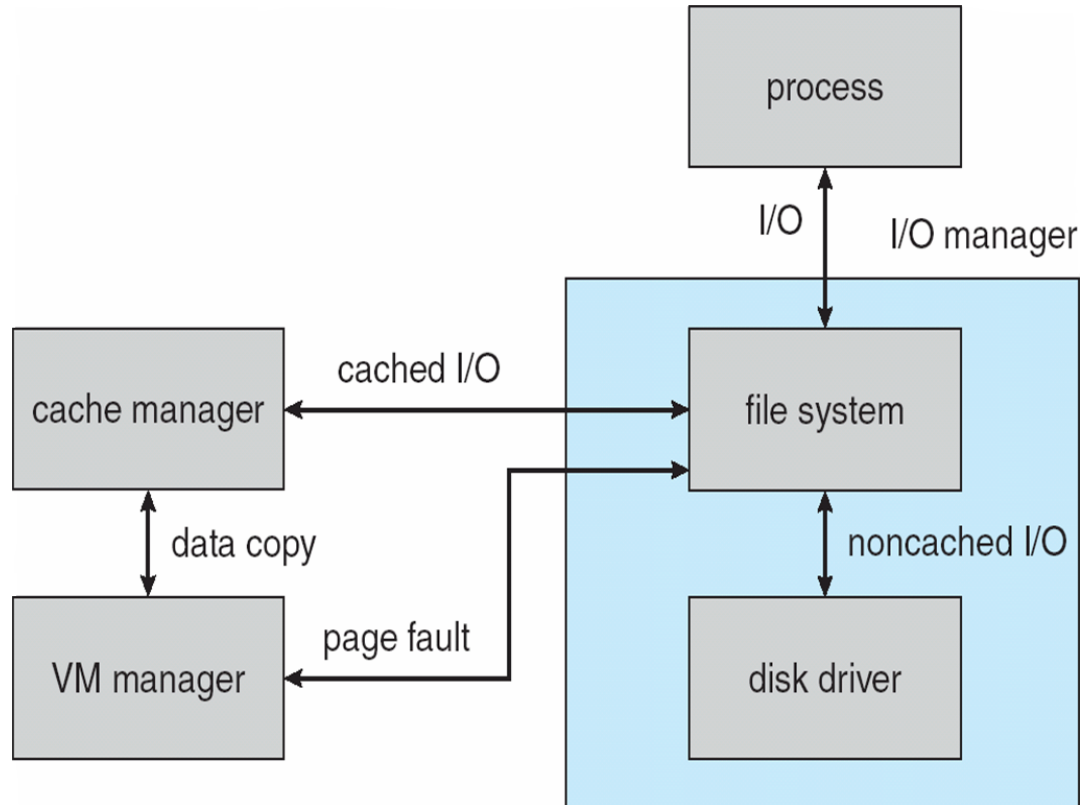 process
I/O
I/O manager
cached I/O
cache manager
file system
data copy
noncached I/O
page fault
VM manager
disk driver